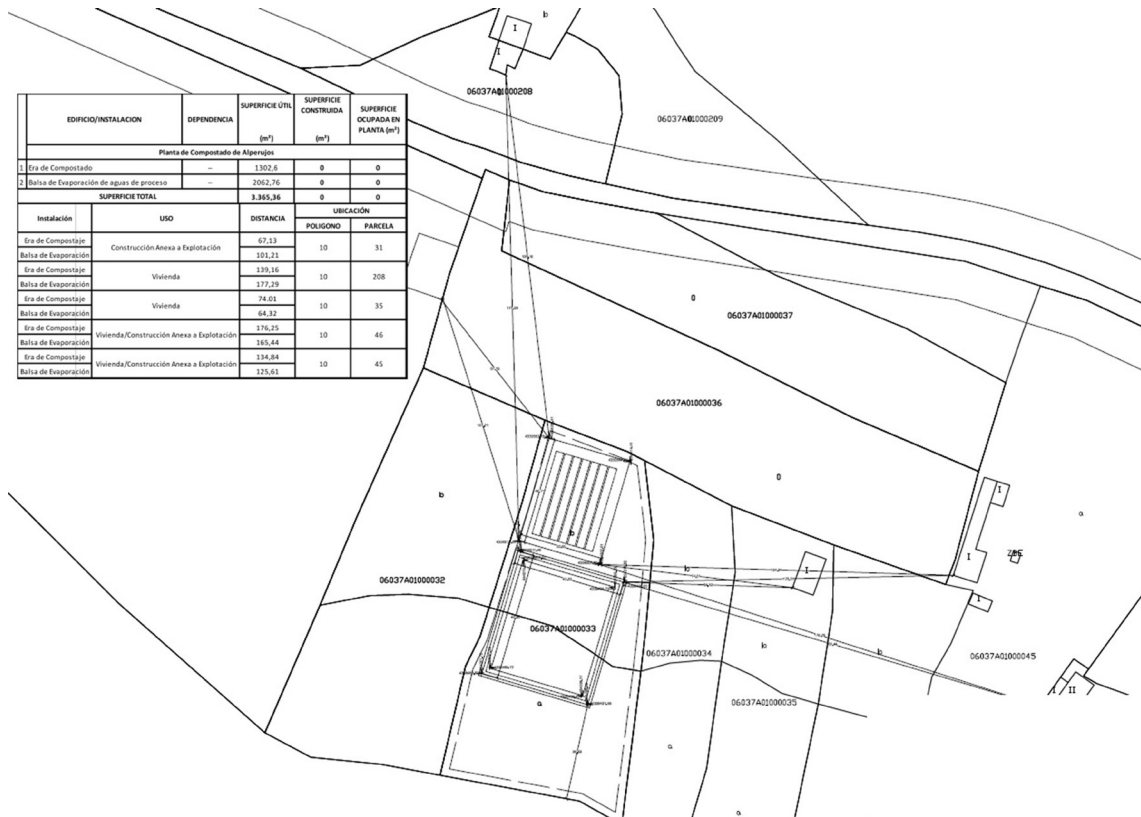 EDIFICIO/INSTALACION DEPENDENCIA SUPERFICIE ÚTIL (m²) SUPERFICIE CONSTRUIDA (m²) SUPERFICIE OCUPADA EN PLANTA (m²)
Planta de Compostado de Alperujos
1 Era de Compostado – 1302,6 0 0
2 Balsa de Evaporación de aguas de proceso – 2062,76 0 0
SUPERFICIE TOTAL 3.365,36 0 0
Instalación USO DISTANCIA UBICACIÓN
POLIGONO PARCELA
Era de Compostaje Construcción Anexa a Explotación 67,13 10 31
Balsa de Evaporación 101,21
Era de Compostaje Vivienda 139,16 10 208
Balsa de Evaporación 177,29
Era de Compostaje Vivienda 74.01 10 35
Balsa de Evaporación 64,32
Era de Compostaje Vivienda/Construcción Anexa a Explotación 176,25 10 46
Balsa de Evaporación 165,44
Era de Compostaje Vivienda/Construcción Anexa a Explotación 134,84 10 45
Balsa de Evaporación 125,61
b
I
I
06037A01000208
06037A01000209
0
06037A01000037
06037A01000036
0
I
a
b
b
I
ZBE
06037A01000032
b
I
I
06037A01000033
06037A01000034
b
b
06037A01000045
I
II
06037A01000035
a
a
a